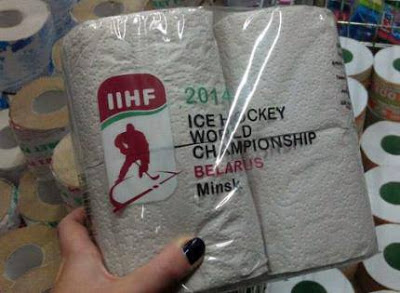 IIHF
2014
ICE HOCKEY
WORLD
CHAMPIONSHIP
BELARUS
Minsk